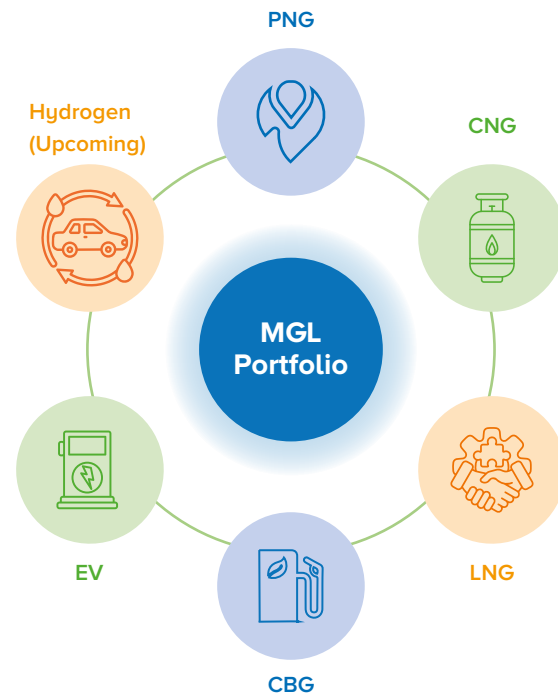 PNG
Hydrogen
(Upcoming)
CNG
MGL
Portfolio
EV
LNG
CBG